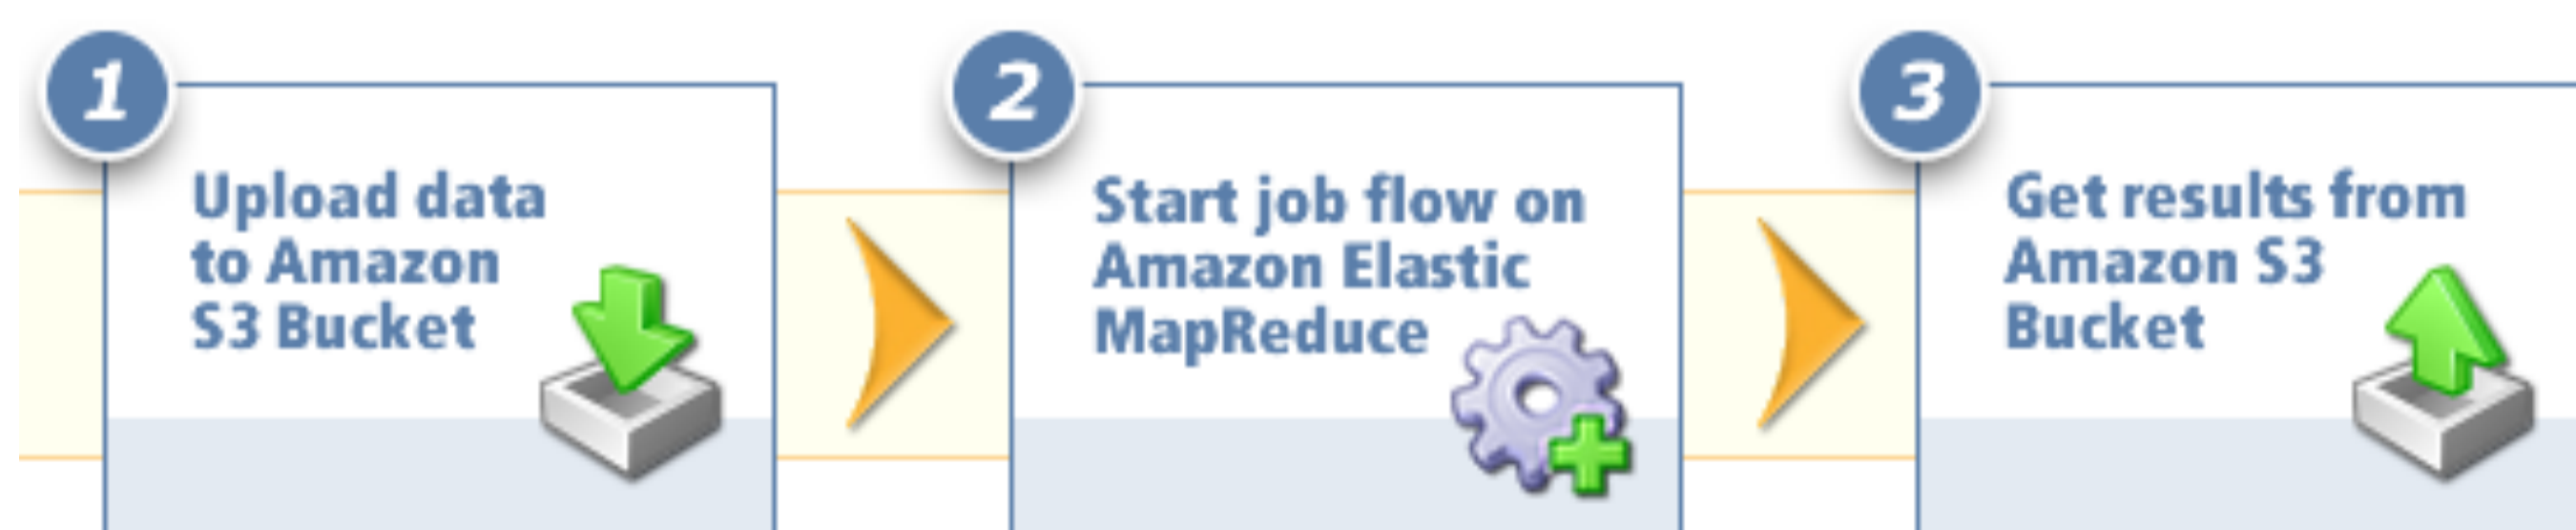 1
Upload data
to Amazon
S3 Bucket
2
Start job flow on
Amazon Elastic
MapReduce
3
Get results from
Amazon S3
Bucket